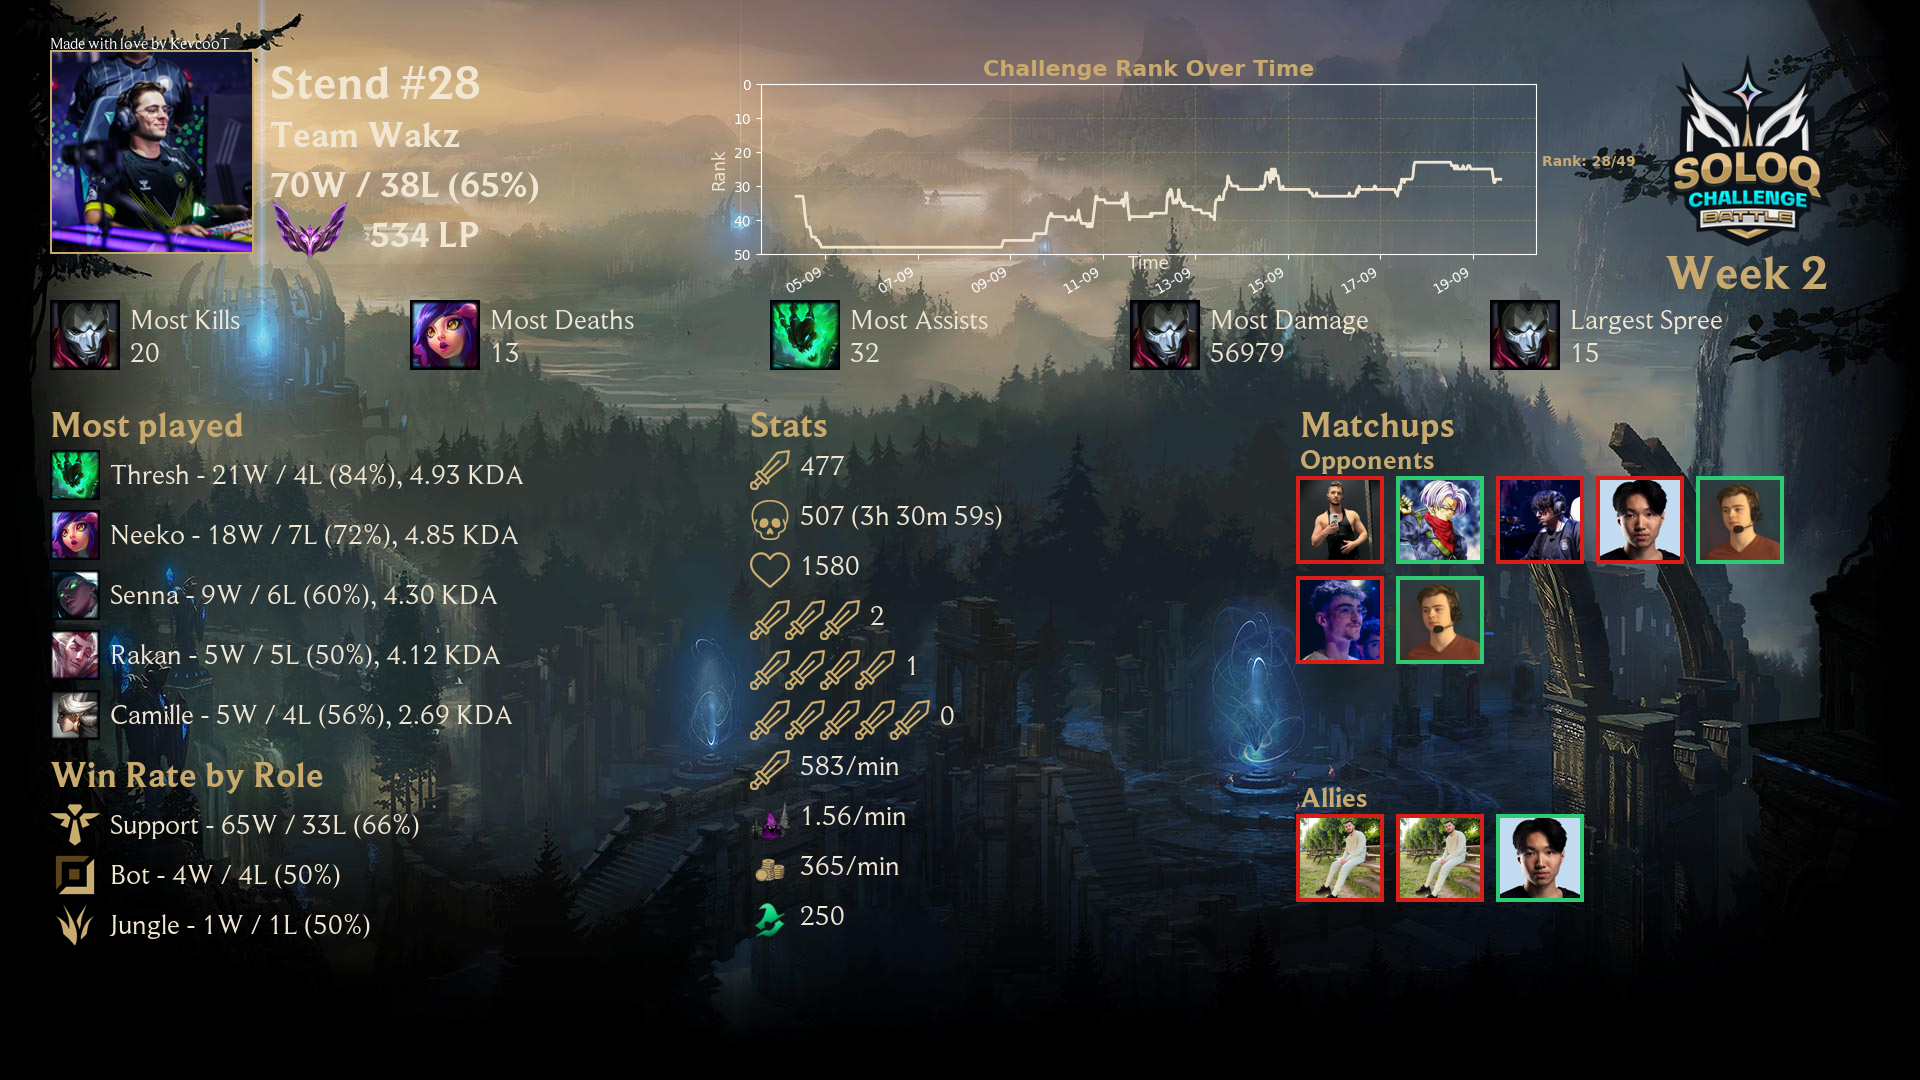 Made with love by KevcooT
Stend #28
Team Wakz
70W / 38L (65%)
534 LP
Challenge Rank Over Time
Rank
0
10
20
30
40
50
05-09
07-09
09-09
11-09
13-09
15-09
17-09
19-09
Time
Rank: 28/49
SOLOQ
CHALLENGE
BATTLE
Week 2
Most Kills
20
Most Deaths
13
Most Assists
32
Most Damage
56979
Largest Spree
15
Most played
Thresh - 21W / 4L (84%), 4.93 KDA
Neeko - 18W / 7L (72%), 4.85 KDA
Senna - 9W / 6L (60%), 4.30 KDA
Rakan - 5W / 5L (50%), 4.12 KDA
Camille - 5W / 4L (56%), 2.69 KDA
Win Rate by Role
Support - 65W / 33L (66%)
Bot - 4W / 4L (50%)
Jungle - 1W / 1L (50%)
Stats
477
507 (3h 30m 59s)
1580
2
1
0
583/min
1.56/min
365/min
250
Matchups
Opponents
Allies